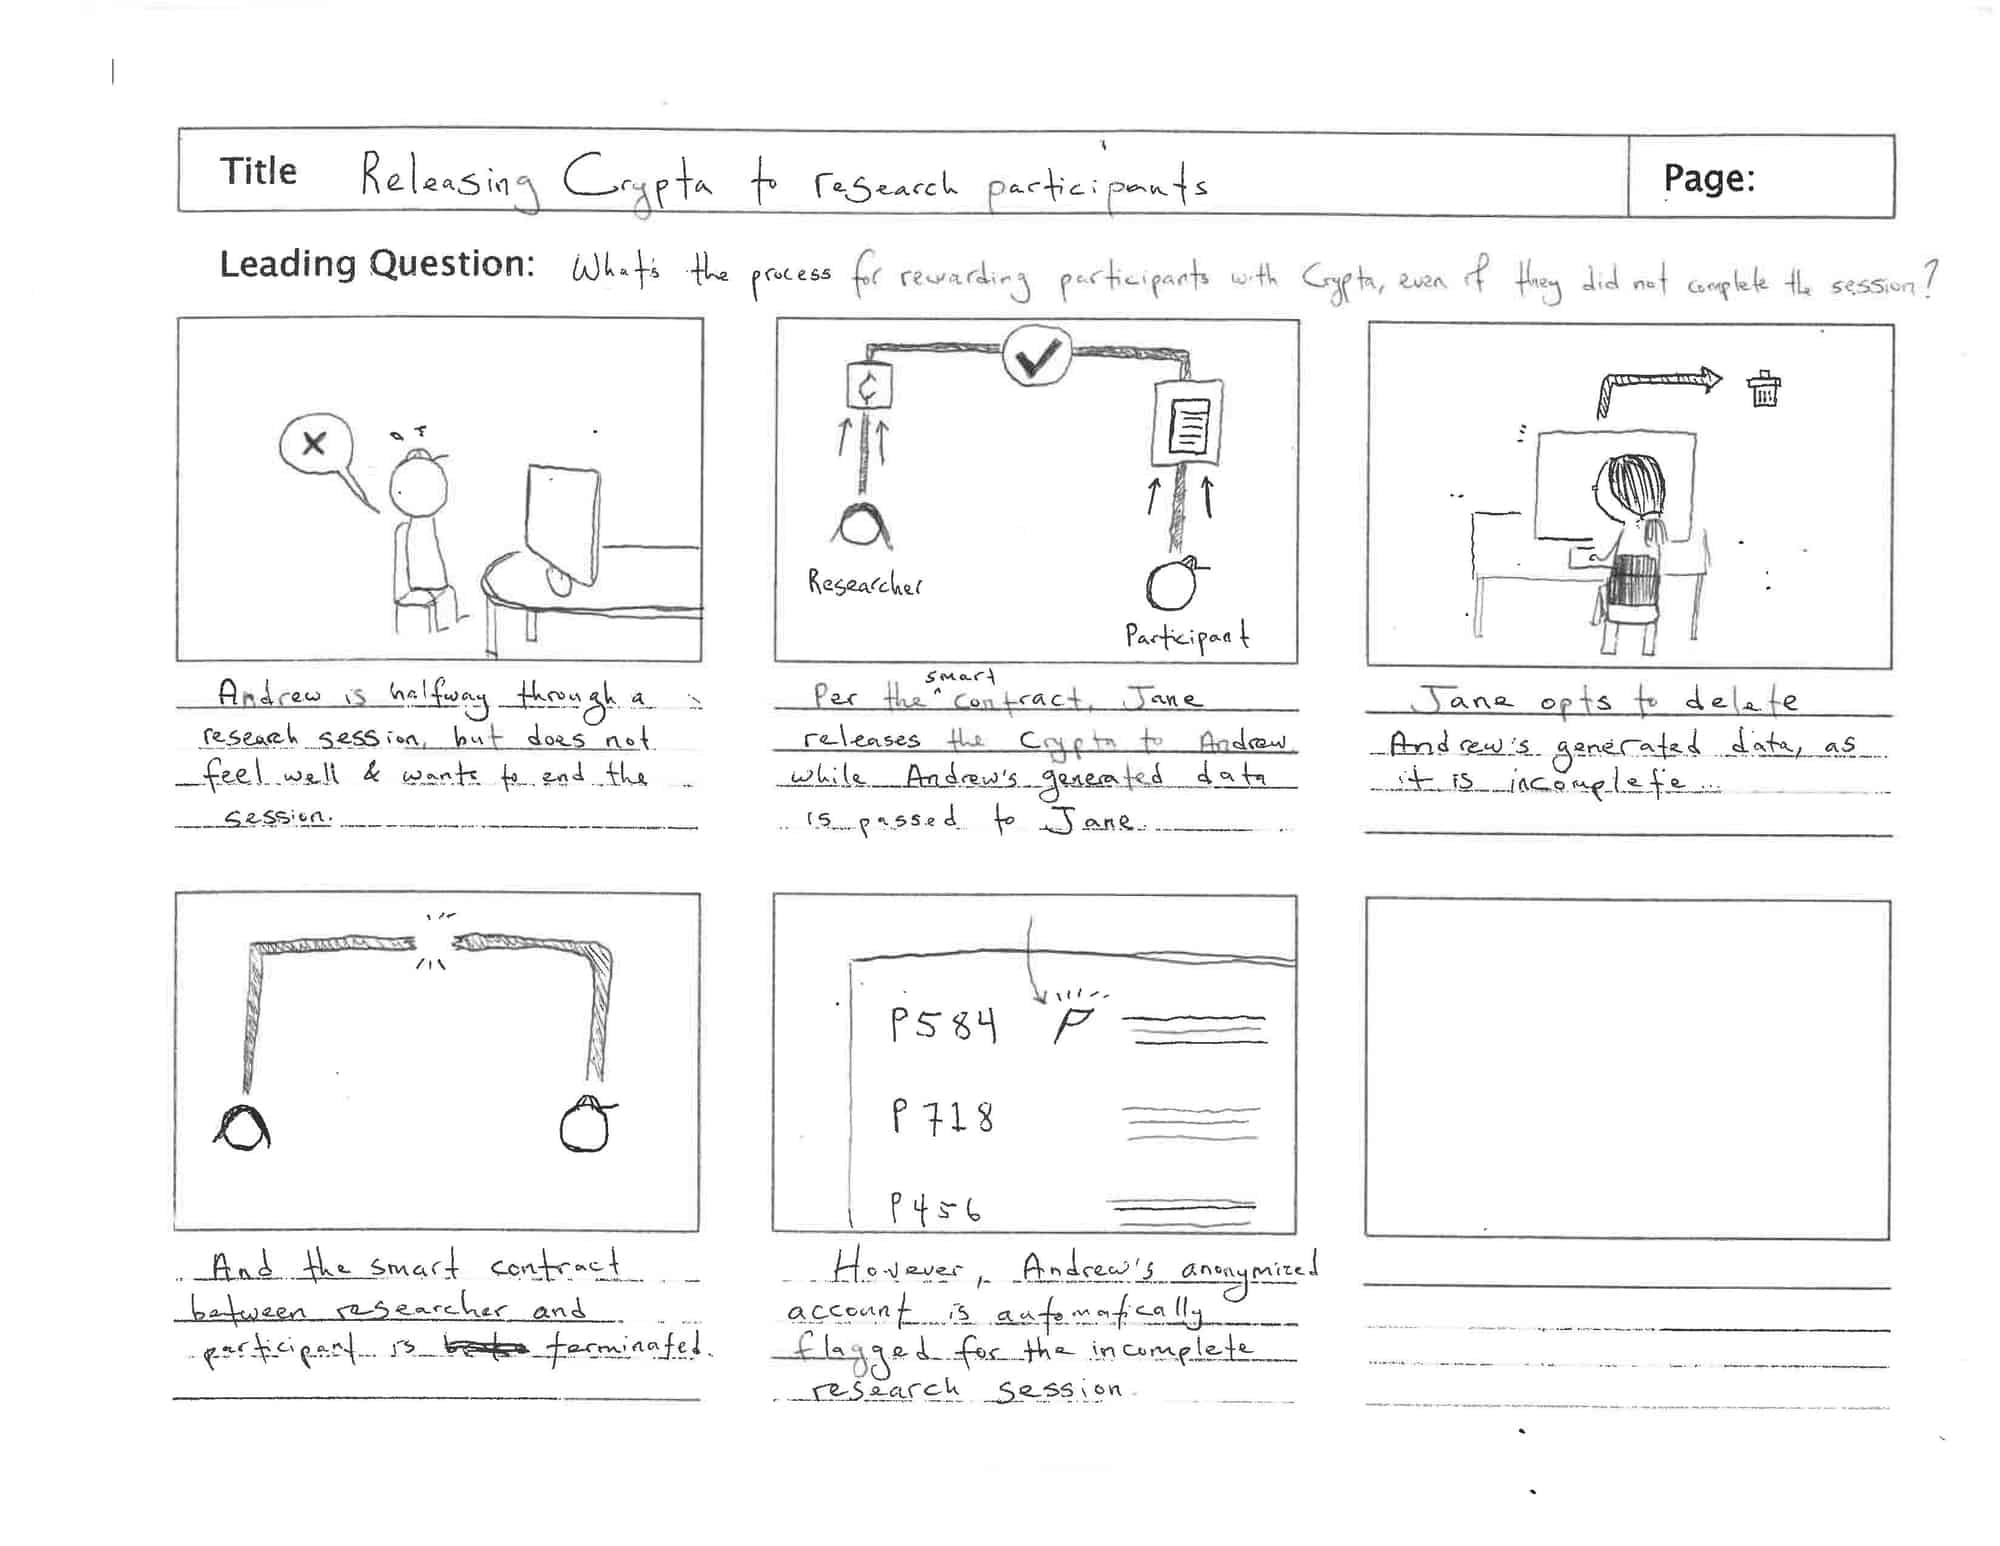 Title Releasing Crypta to research participants
Page:
Leading Question: What's the process for rewarding participants with Crypta, even if they did not complete the session?
X
¢
Researcher
Participant
Andrew is halfway through a
research session, but does not
feel well & wants to end the
session.
smart
Per the ^ contract, Jane
releases the Crypta to Andrew
while Andrew's generated data
is passed to Jane.
Jane opts to delete
Andrew's generated data, as
it is incomplete
P584
P718
P456
And the smart contract
between researcher and
participant is terminated.
However, Andrew's anonymized
account is automatically
flagged for the incomplete
research session.